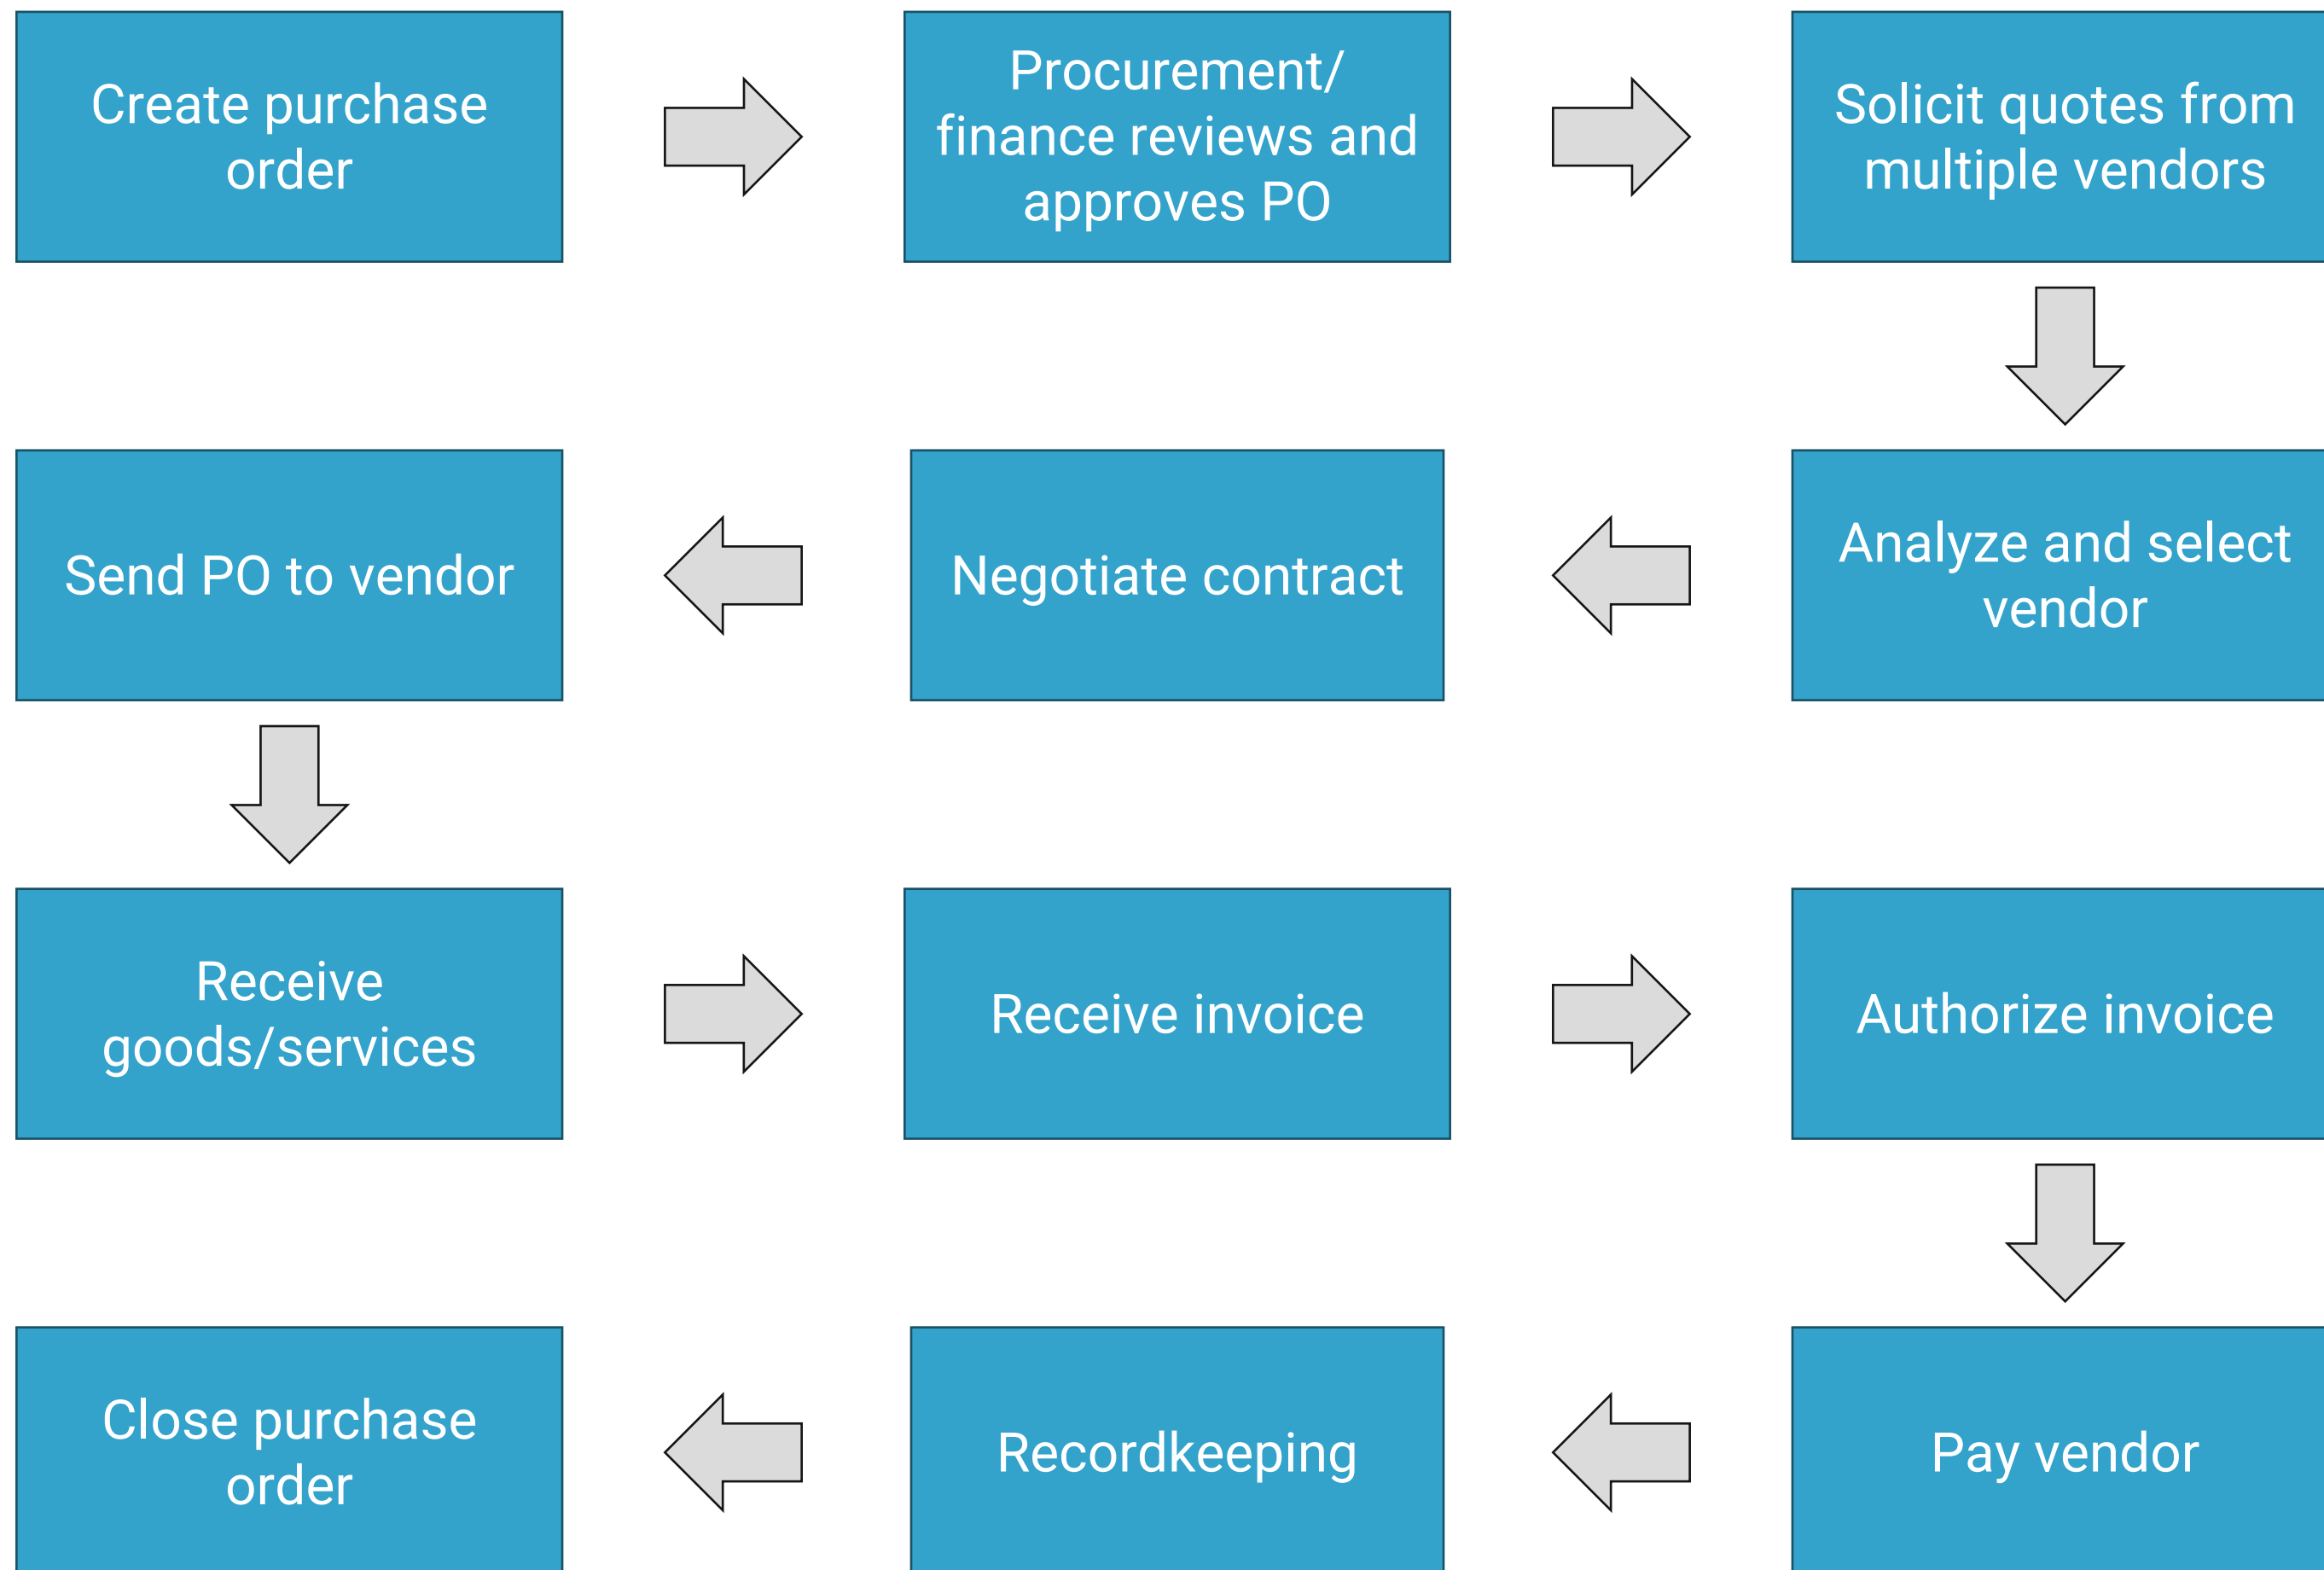 Create purchase
order
Procurement/
finance reviews and
approves PO
Solicit quotes from
multiple vendors
Analyze and select
vendor
Negotiate contract
Send PO to vendor
Receive
goods/services
Receive invoice
Authorize invoice
Pay vendor
Recordkeeping
Close purchase
order